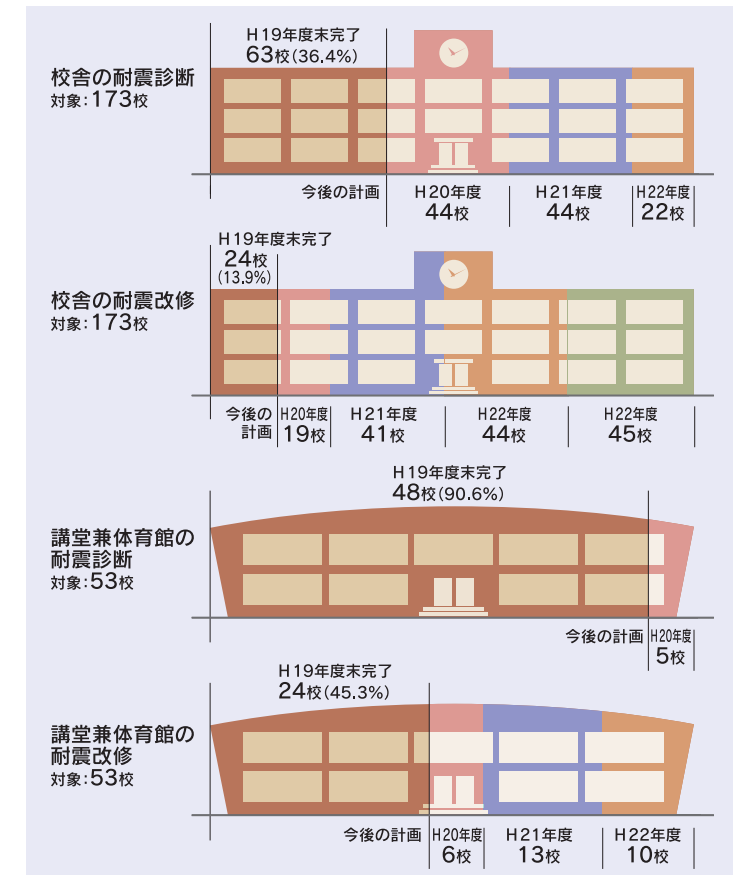 H19年度末完了
63校(36.4%)
校舎の耐震診断
対象:173校
今後の計画
H20年度
44校
H21年度
44校
H22年度
22校
H19年度末完了
24校
(13.9%)
校舎の耐震改修
対象:173校
今後の
計画
H20年度
19校
H21年度
41校
H22年度
44校
H22年度
45校
H19年度末完了
48校(90.6%)
講堂兼体育館の
耐震診断
対象:53校
今後の計画
H20年度
5校
H19年度末完了
24校(45.3%)
講堂兼体育館の
耐震改修
対象:53校
今後の計画
H20年度
6校
H21年度
13校
H22年度
10校